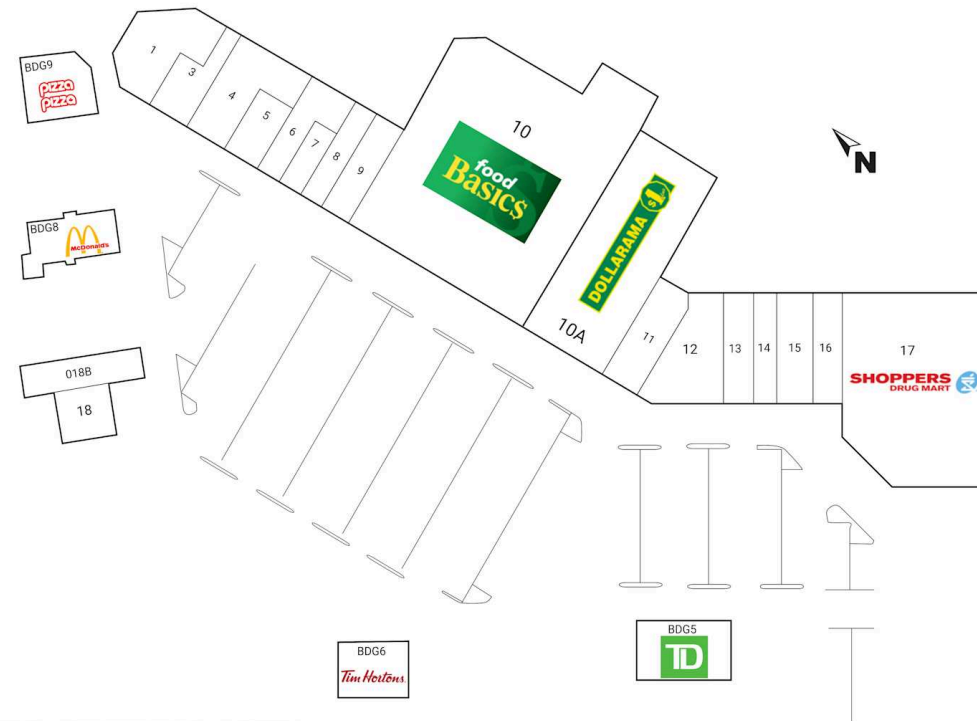 BDG9
pizza
pizza
1
3
4
5
6
7
8
9
10
food
Basics
DOLLARAMA $1
10A
N
BDG8
McDonald's
018B
18
11
12
13
14
15
16
17
SHOPPERS
DRUG MART
BDG6
Tim Hortons
BDG5
TD